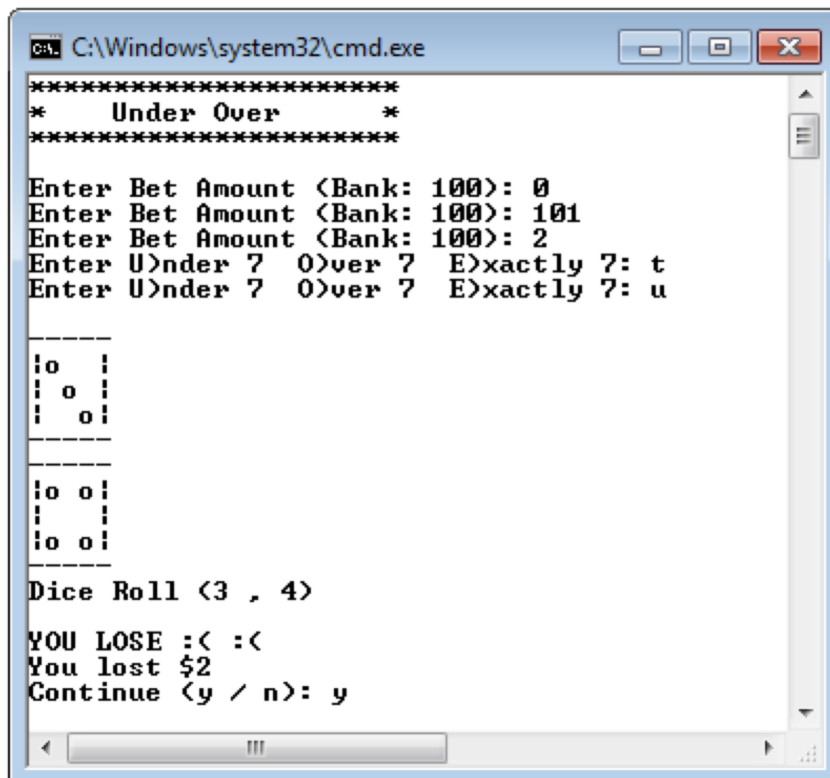 C:\Windows\system32\cmd.exe
**********************
*    Under Over      *
**********************
Enter Bet Amount (Bank: 100): 0
Enter Bet Amount (Bank: 100): 101
Enter Bet Amount (Bank: 100): 2
Enter U)nder 7  O)ver 7  E)xactly 7: t
Enter U)nder 7  O)ver 7  E)xactly 7: u
-----
|o  |
| o |
|  o|
-----
-----
|o o|
|   |
|o o|
-----
Dice Roll (3 , 4)
YOU LOSE :( :(
You lost $2
Continue (y / n): y